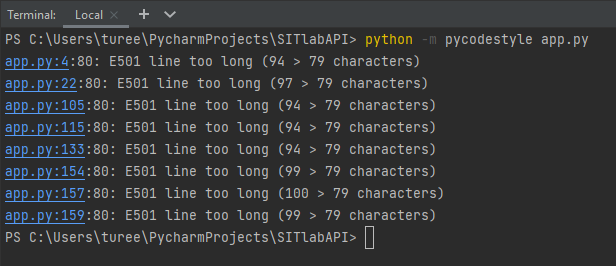 Terminal: Local × + ∨
PS C:\Users\turee\PycharmProjects\SITlabAPI> python -m pycodestyle app.py
app.py:4:80: E501 line too long (94 > 79 characters)
app.py:22:80: E501 line too long (97 > 79 characters)
app.py:105:80: E501 line too long (94 > 79 characters)
app.py:115:80: E501 line too long (94 > 79 characters)
app.py:133:80: E501 line too long (94 > 79 characters)
app.py:154:80: E501 line too long (99 > 79 characters)
app.py:157:80: E501 line too long (100 > 79 characters)
app.py:159:80: E501 line too long (99 > 79 characters)
PS C:\Users\turee\PycharmProjects\SITlabAPI>